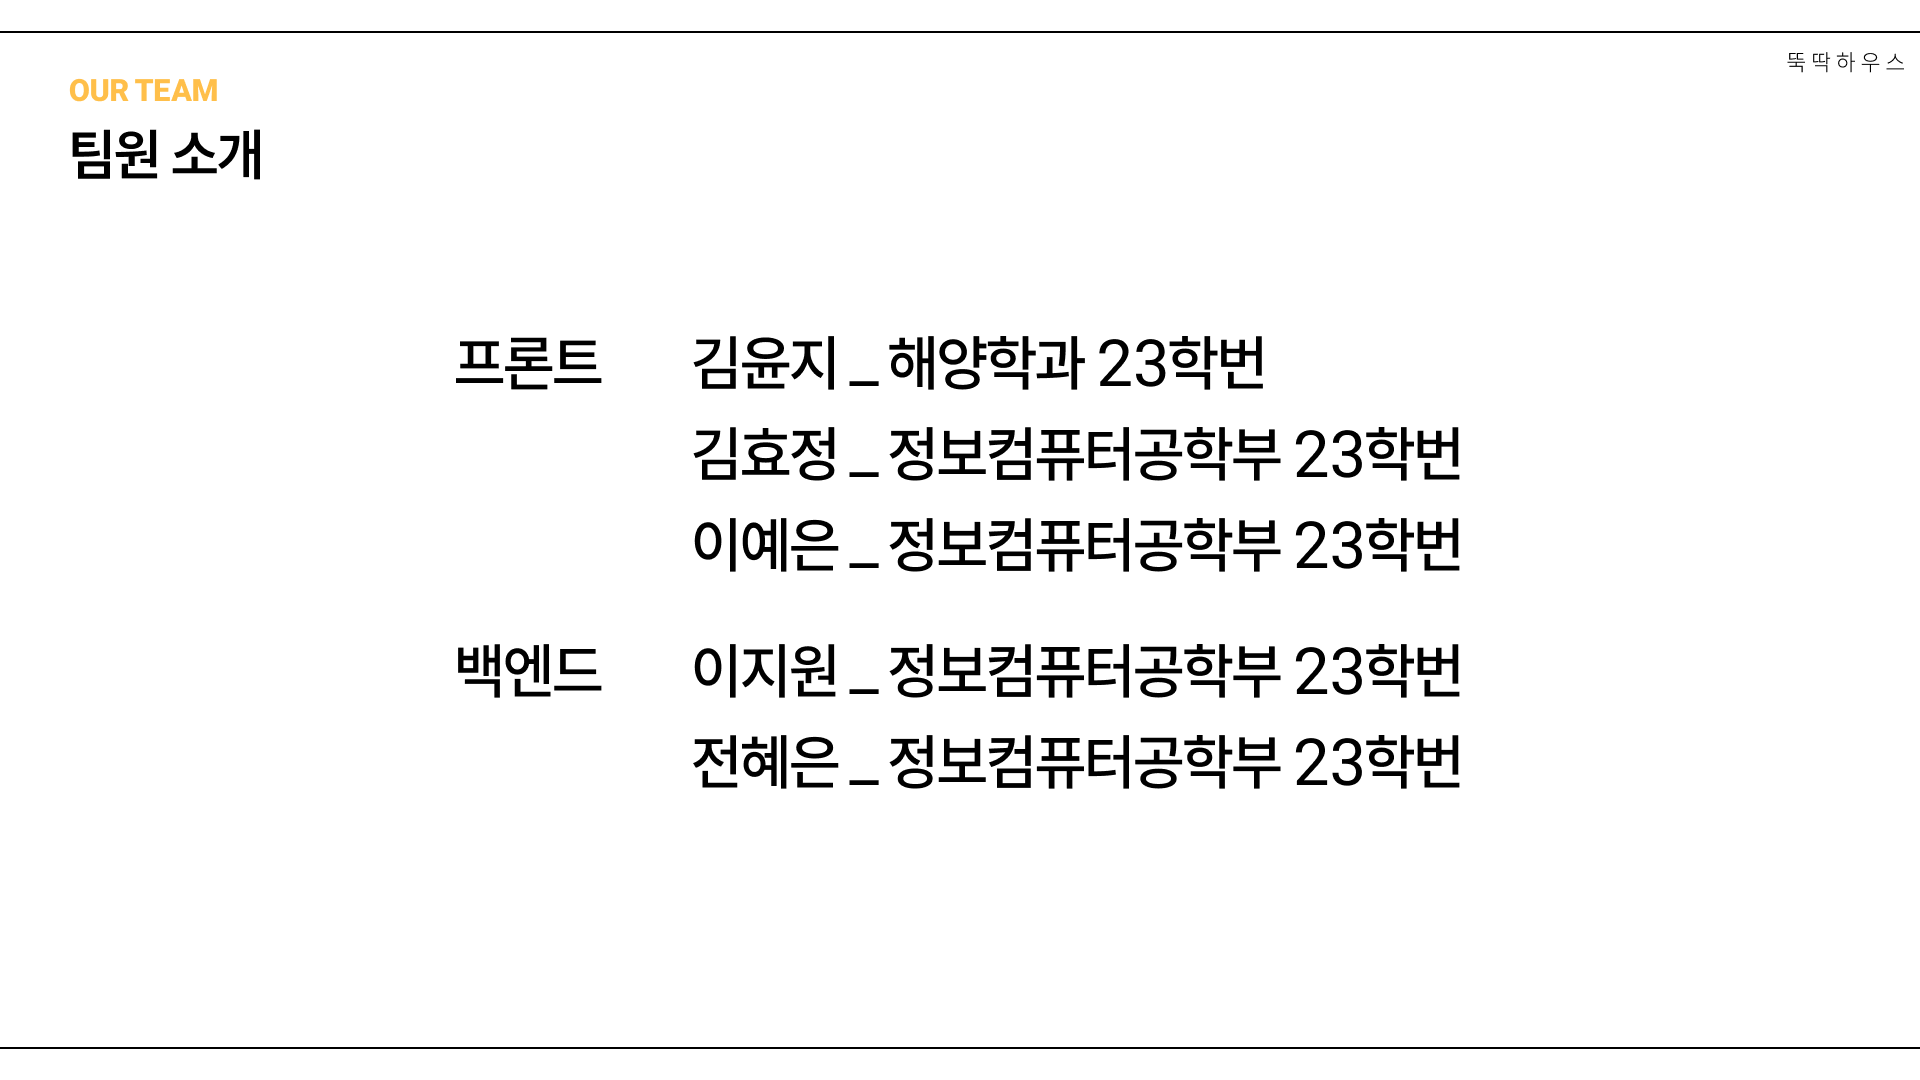 뚝딱하우스
OUR TEAM
팀원 소개
프론트 김윤지 _ 해양학과 23학번
김효정 _ 정보컴퓨터공학부 23학번
이예은 _ 정보컴퓨터공학부 23학번
백엔드 이지원 _ 정보컴퓨터공학부 23학번
전혜은 _ 정보컴퓨터공학부 23학번